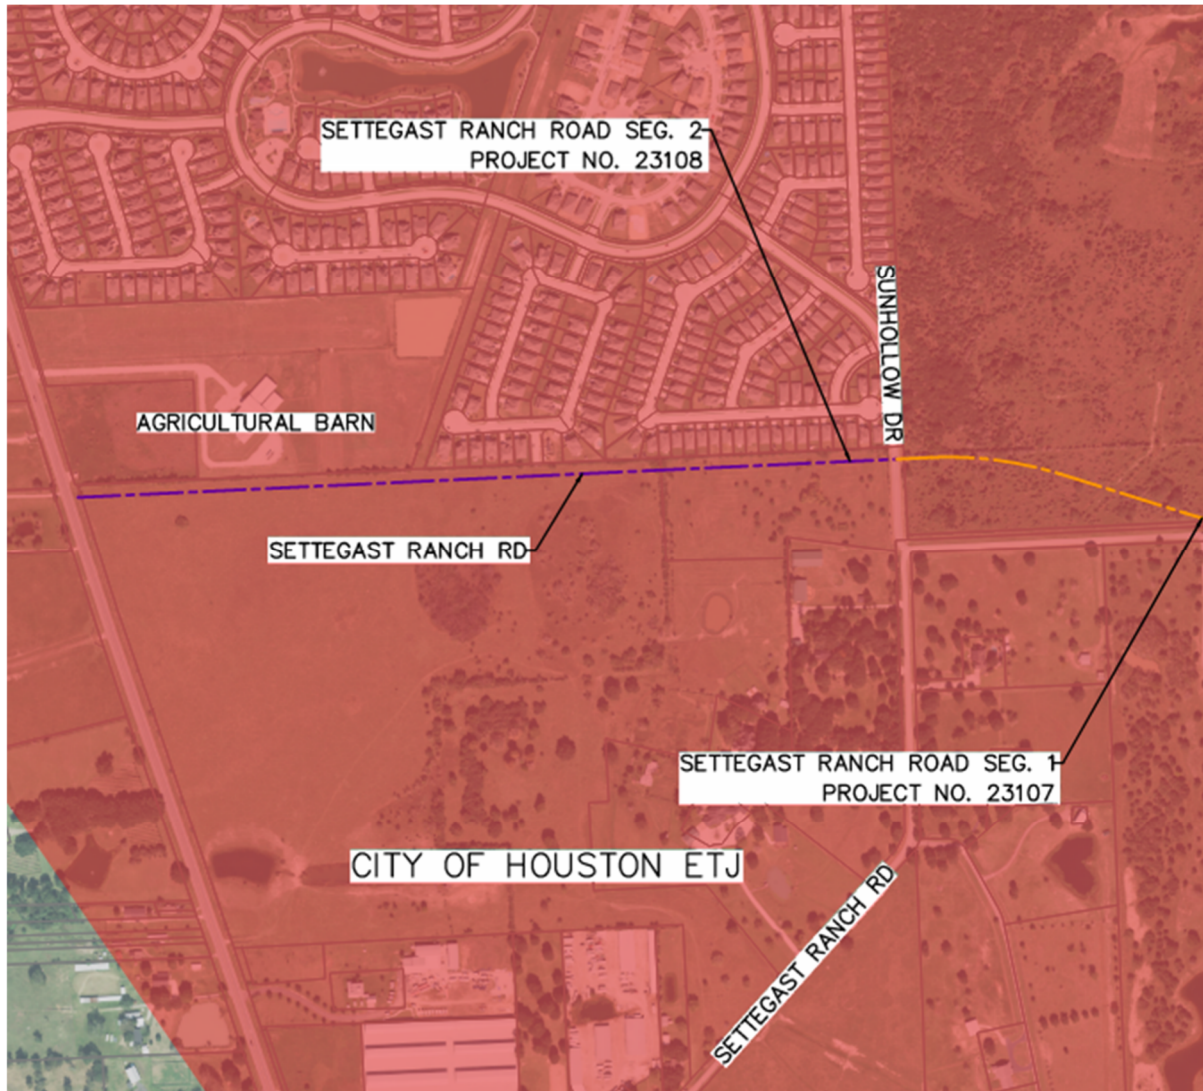 SETTEGAST RANCH ROAD SEG. 2
PROJECT NO. 23108
SUNHOLLOW DR
AGRICULTURAL BARN
SETTEGAST RANCH RD
SETTEGAST RANCH ROAD SEG. 1
PROJECT NO. 23107
CITY OF HOUSTON ETJ
SETTEGAST RANCH RD